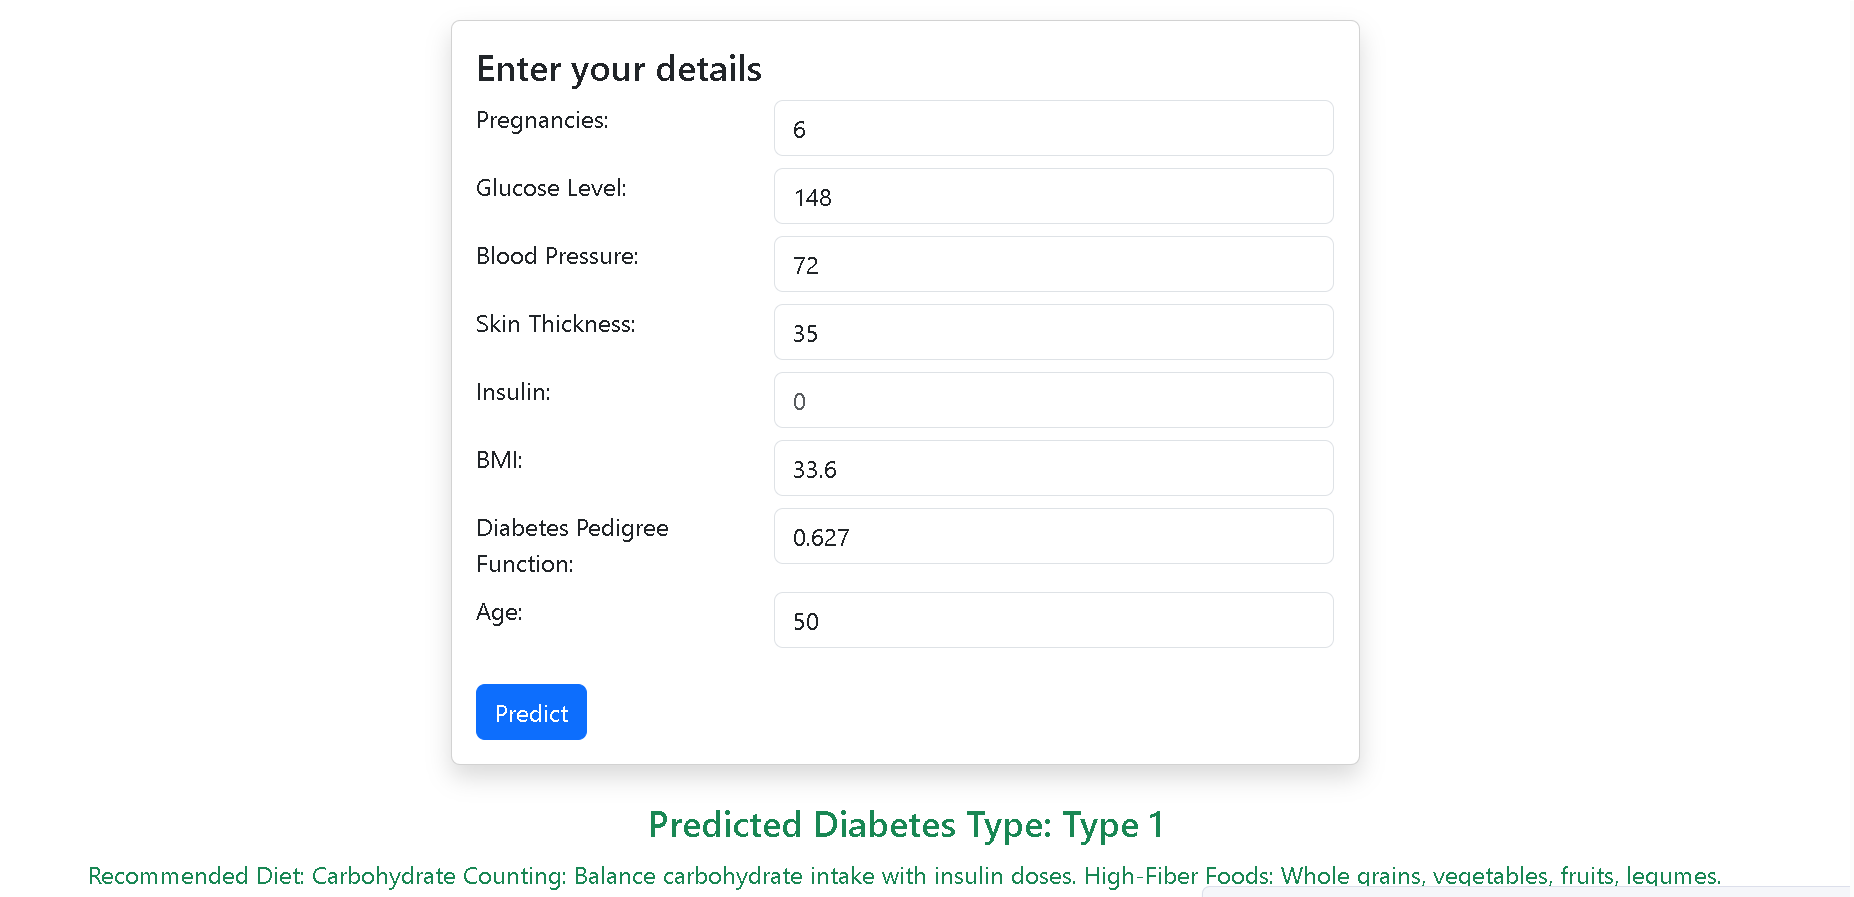 Enter your details
Pregnancies:
6
Glucose Level:
148
Blood Pressure:
72
Skin Thickness:
35
Insulin:
0
BMI:
33.6
Diabetes Pedigree
Function:
0.627
Age:
50
Predict
Predicted Diabetes Type: Type 1
Recommended Diet: Carbohydrate Counting: Balance carbohydrate intake with insulin doses. High-Fiber Foods: Whole grains, vegetables, fruits, legumes.